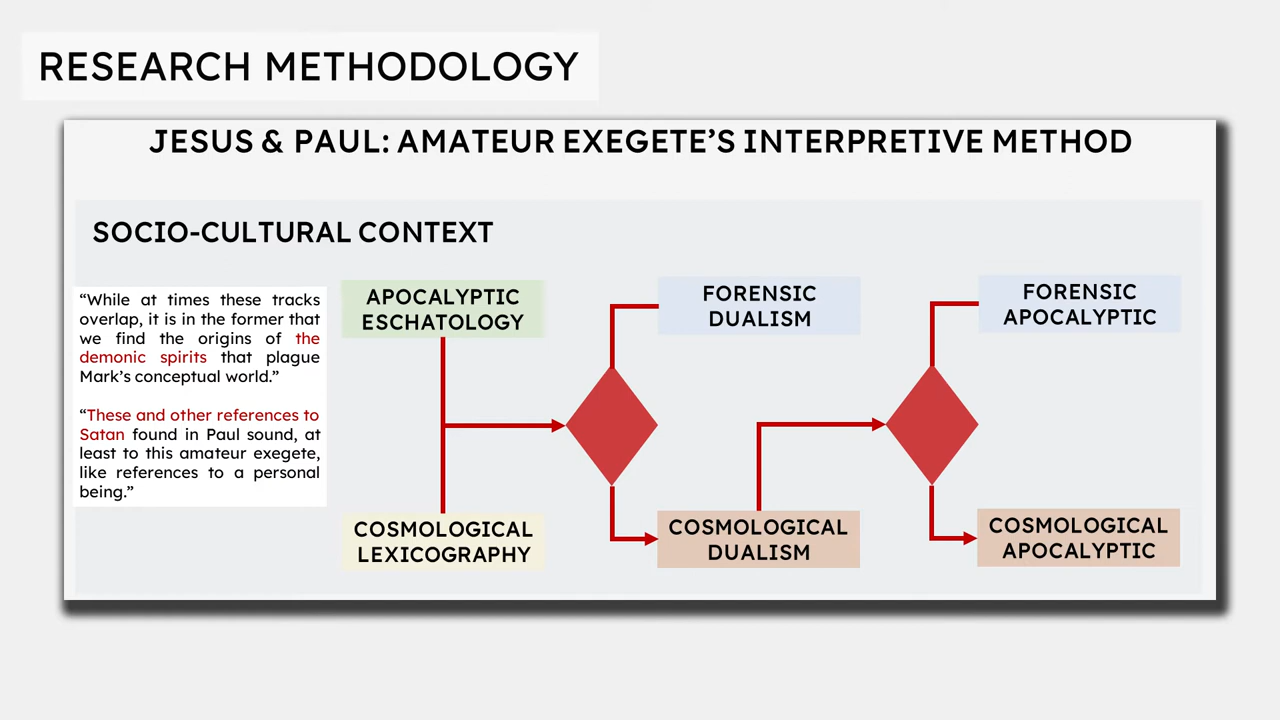 RESEARCH METHODOLOGY
JESUS & PAUL: AMATEUR EXEGETE’S INTERPRETIVE METHOD
SOCIO-CULTURAL CONTEXT
“While at times these tracks
overlap, it is in the former that
we find the origins of the
demonic spirits that plague
Mark’s conceptual world.”
“These and other references to
Satan found in Paul sound, at
least to this amateur exegete,
like references to a personal
being.”
APOCALYPTIC
ESCHATOLOGY
COSMOLOGICAL
LEXICOGRAPHY
FORENSIC
DUALISM
COSMOLOGICAL
DUALISM
FORENSIC
APOCALYPTIC
COSMOLOGICAL
APOCALYPTIC